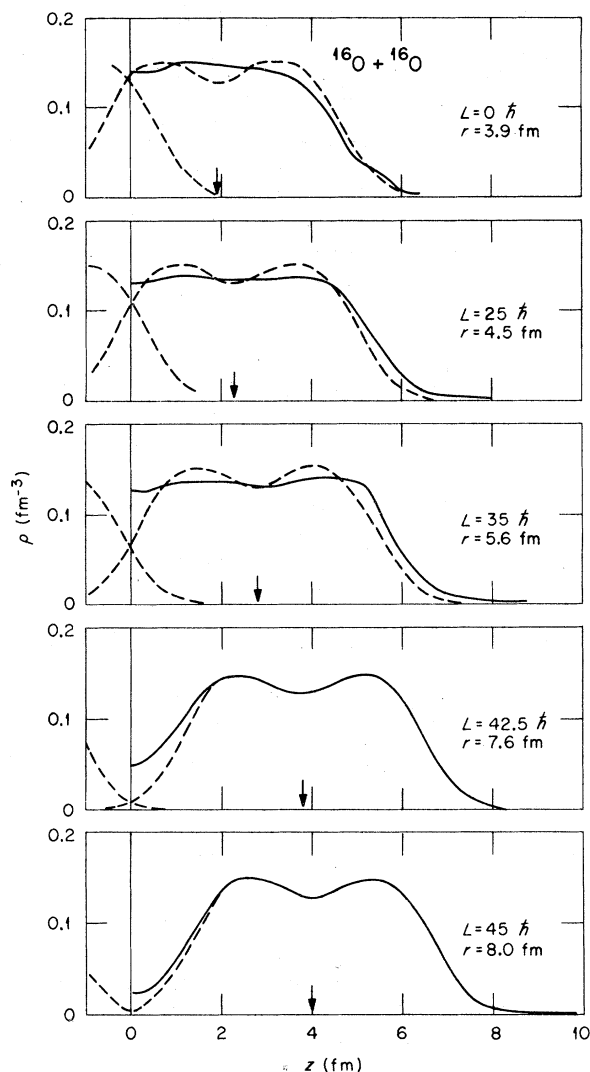 0.2
¹⁶O + ¹⁶O
0.1
L = 0 ℏ
r = 3.9 fm
0
0.2
0.1
L = 25 ℏ
r = 4.5 fm
0
0.2
ρ (fm⁻³)
0.1
L = 35 ℏ
r = 5.6 fm
0
0.2
0.1
L = 42.5 ℏ
r = 7.6 fm
0
0.2
0.1
L = 45 ℏ
r = 8.0 fm
0
0 2 4 6 8 10
z (fm)